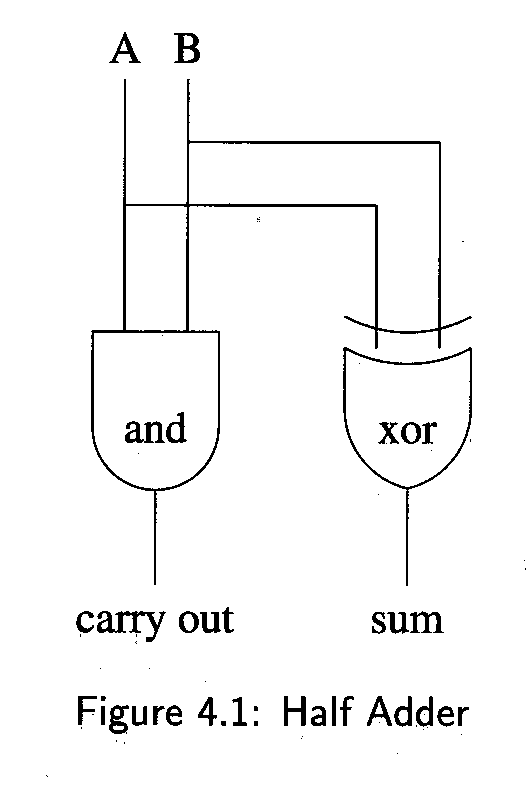 A B
and
xor
carry out
sum
Figure 4.1: Half Adder